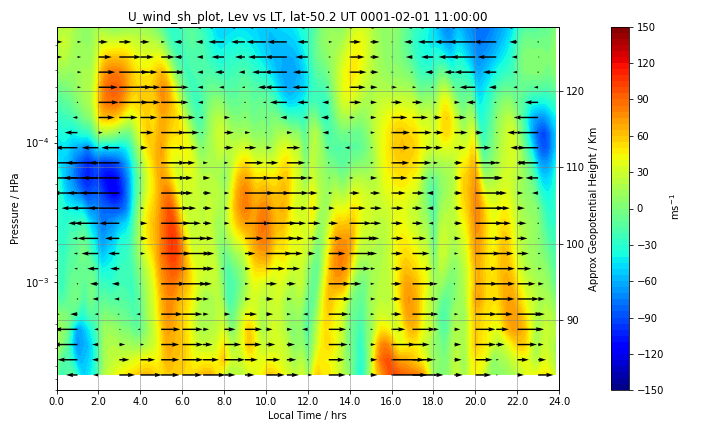 U_wind_sh_plot, Lev vs LT, lat-50.2 UT 0001-02-01 11:00:00
Pressure / HPa
10⁻⁴
10⁻³
0.0 2.0 4.0 6.0 8.0 10.0 12.0 14.0 16.0 18.0 20.0 22.0 24.0
Local Time / hrs
120
110
100
90
Approx Geopotential Height / Km
150
120
90
60
30
0
−30
−60
−90
−120
−150
ms⁻¹